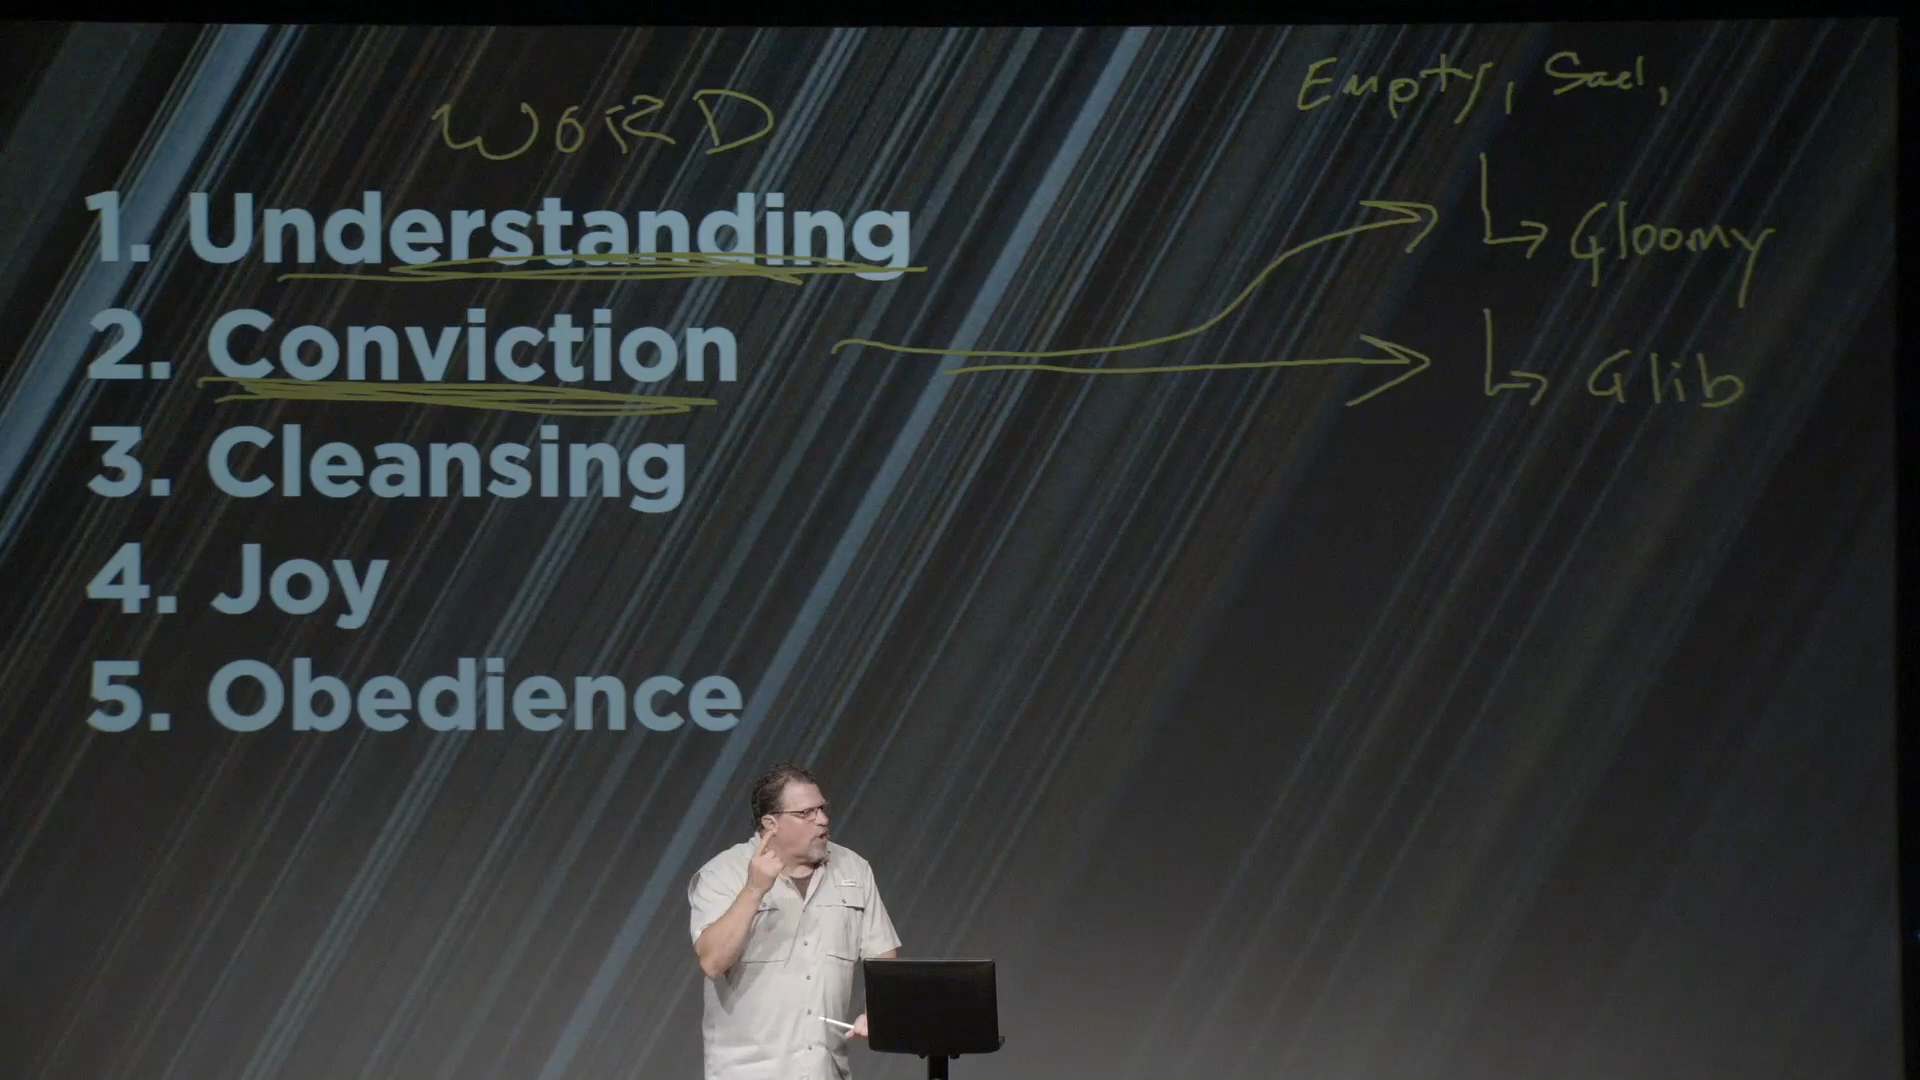 WORD
1. Understanding
2. Conviction
3. Cleansing
4. Joy
5. Obedience
Empty, Sad,
Gloomy
Glib